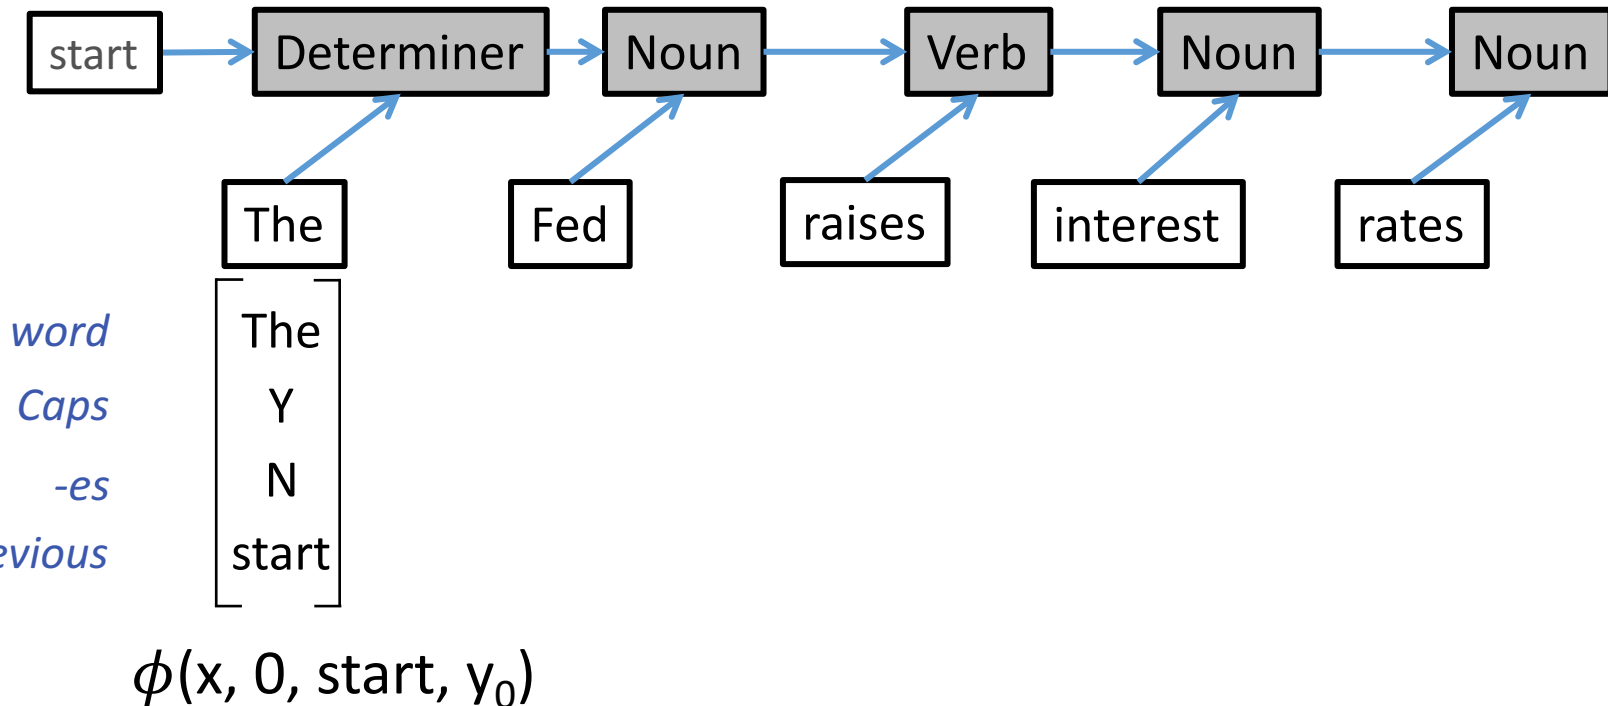 start Determiner Noun Verb Noun Noun
The Fed raises interest rates
word The
Caps Y
-es N
evious start
ϕ(x, 0, start, y₀)